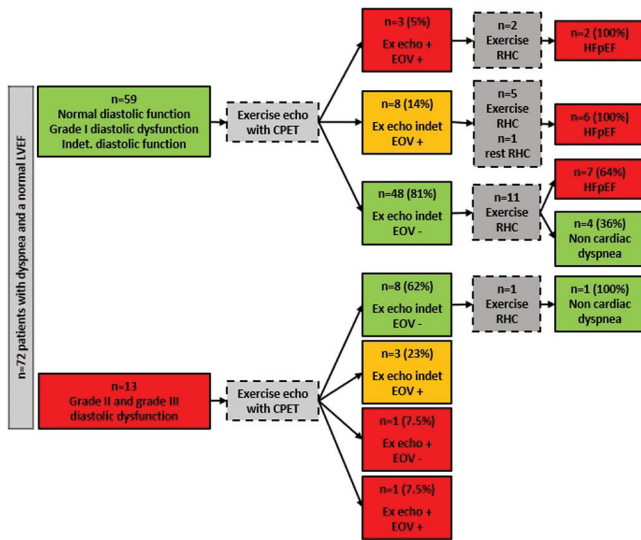 n=72 patients with dyspnea and a normal LVEF
n=59
Normal diastolic function
Grade I diastolic dysfunction
Indet. diastolic function
Exercise echo
with CPET
n=3 (5%)
Ex echo +
EOV +
n=2
Exercise
RHC
n=2 (100%)
HFpEF
n=8 (14%)
Ex echo indet
EOV +
n=5
Exercise
RHC
n=1
rest RHC
n=6 (100%)
HFpEF
n=48 (81%)
Ex echo indet
EOV -
n=11
Exercise
RHC
n=7 (64%)
HFpEF
n=4 (36%)
Non cardiac
dyspnea
n=13
Grade II and grade III
diastolic dysfunction
Exercise echo
with CPET
n=8 (62%)
Ex echo indet
EOV -
n=1
Exercise
RHC
n=1 (100%)
Non cardiac
dyspnea
n=3 (23%)
Ex echo indet
EOV +
n=1 (7.5%)
Ex echo +
EOV -
n=1 (7.5%)
Ex echo +
EOV +